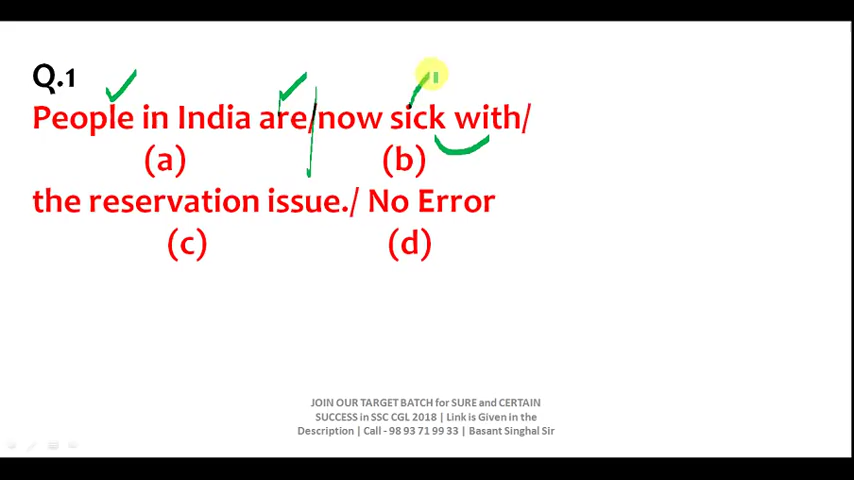 Q.1
People in India are/now sick with/
(a) (b)
the reservation issue./ No Error
(c) (d)
JOIN OUR TARGET BATCH for SURE and CERTAIN
SUCCESS in SSC CGL 2018 | Link is Given in the
Description | Call - 98 93 71 99 33 | Basant Singhal Sir